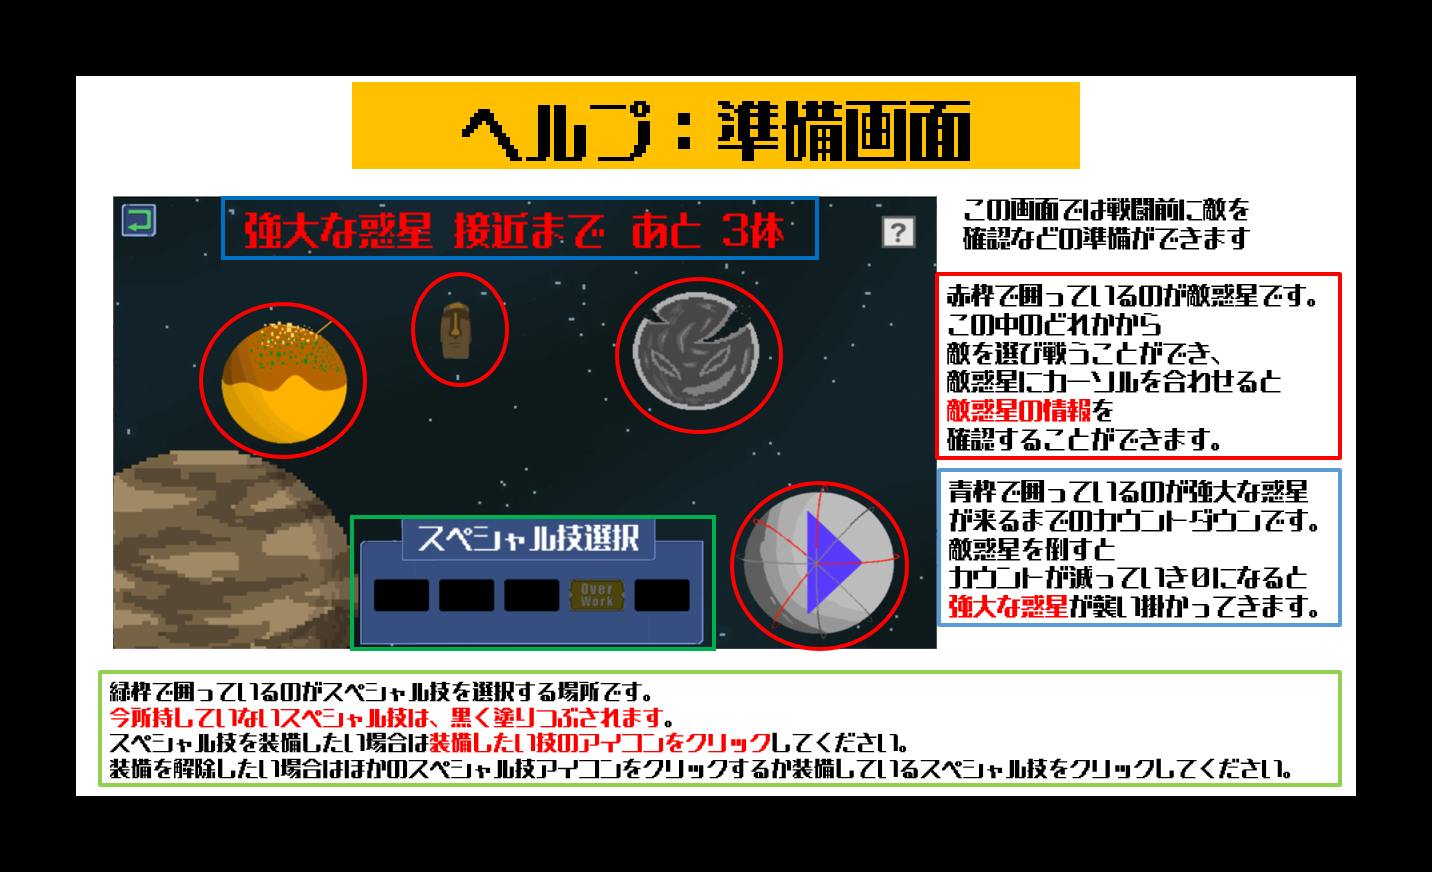 ヘルプ：準備画面
強大な惑星 接近まで あと 3体
?
スペシャル技選択
Over
Work
この画面では戦闘前に敵を
確認などの準備ができます
赤枠で囲っているのが敵惑星です。
この中のどれかから
敵を選び戦うことができ、
敵惑星にカーソルを合わせると
敵惑星の情報を
確認することができます。
青枠で囲っているのが強大な惑星
が来るまでのカウントダウンです。
敵惑星を倒すと
カウントが減っていき0になると
強大な惑星が襲い掛かってきます。
緑枠で囲っているのがスペシャル技を選択する場所です。
今所持していないスペシャル技は、黒く塗りつぶされます。
スペシャル技を装備したい場合は装備したい技のアイコンをクリックしてください。
装備を解除したい場合はほかのスペシャル技アイコンをクリックするか装備しているスペシャル技をクリックしてください。